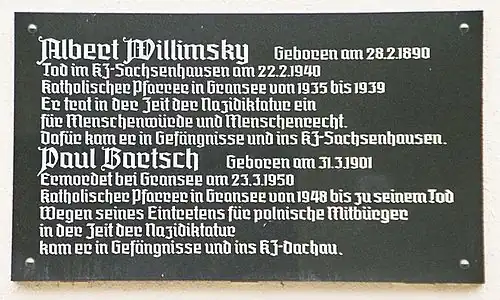 Albert Willimsky Geboren am 28.2.1890
Tod im KZ-Sachsenhausen am 22.2.1940
Katholischer Pfarrer in Gransee von 1935 bis 1939
Er trat in der Zeit der Nazidiktatur ein
für Menschenwürde und Menschenrecht.
Dafür kam er in Gefängnisse und ins KZ-Sachsenhausen.
Paul Bartsch Geboren am 31.3.1901
Ermordet bei Gransee am 23.3.1950
Katholischer Pfarrer in Gransee von 1948 bis zu seinem Tod
Wegen seines Eintretens für polnische Mitbürger
in der Zeit der Nazidiktatur
kam er in Gefängnisse und ins KZ-Dachau.